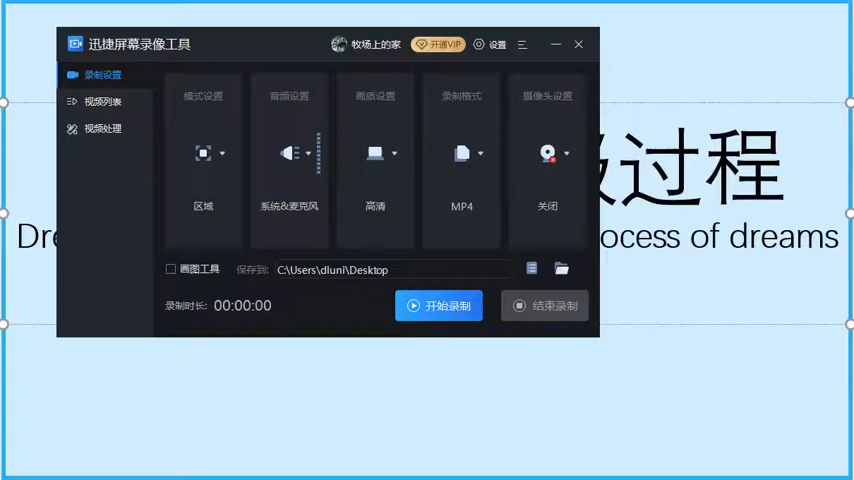 迅捷屏幕录像工具
牧场上的家
开通VIP
设置
录制设置
视频列表
视频处理
模式设置
音频设置
画质设置
录制格式
摄像头设置
区域
系统&麦克风
高清
MP4
关闭
过程
Dre
ocess of dreams
画图工具
保存到:
C:\Users\dluni\Desktop
录制时长: 00:00:00
开始录制
结束录制